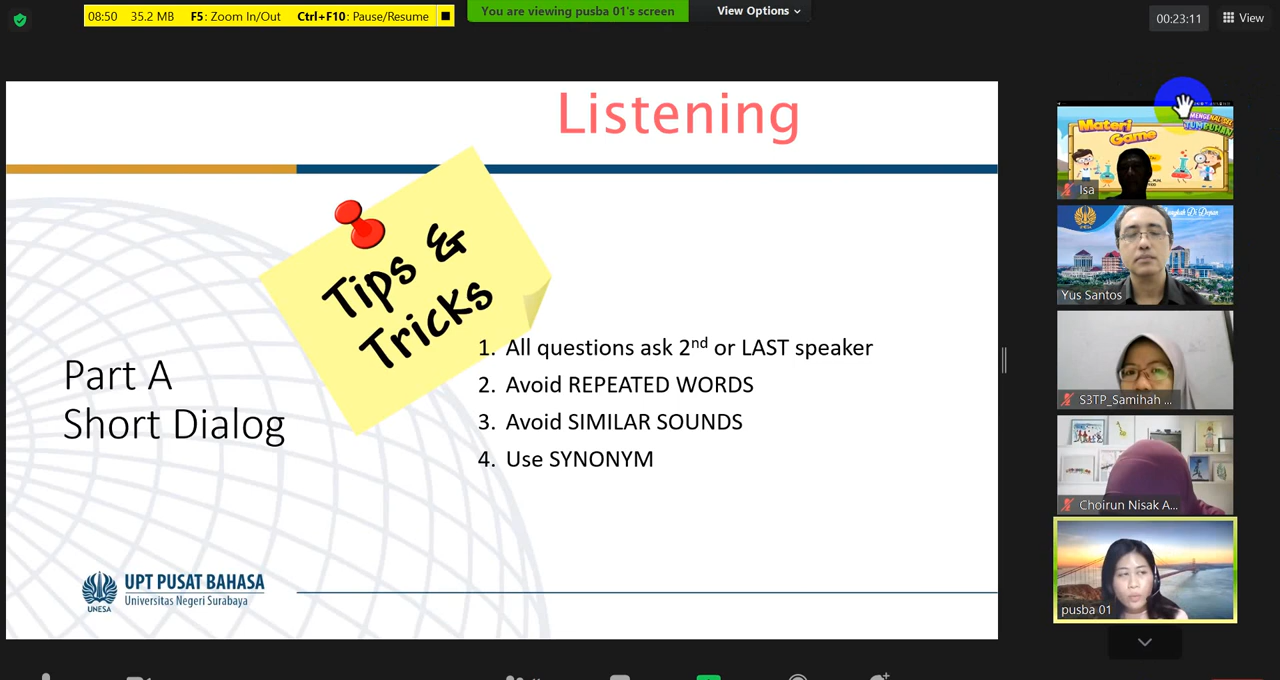 08:50 35.2 MB F5: Zoom In/Out Ctrl+F10: Pause/Resume
You are viewing pusba 01's screen
View Options
00:23:11
View
Listening
Tips &
Tricks
Part A
Short Dialog
1. All questions ask 2nd or LAST speaker
2. Avoid REPEATED WORDS
3. Avoid SIMILAR SOUNDS
4. Use SYNONYM
UNESA
UPT PUSAT BAHASA
Universitas Negeri Surabaya
Materi
Game
MENGENAL
Isa
Di Depan
Yus Santos
S3TP_Samihah ...
Choirun Nisak A...
pusba 01